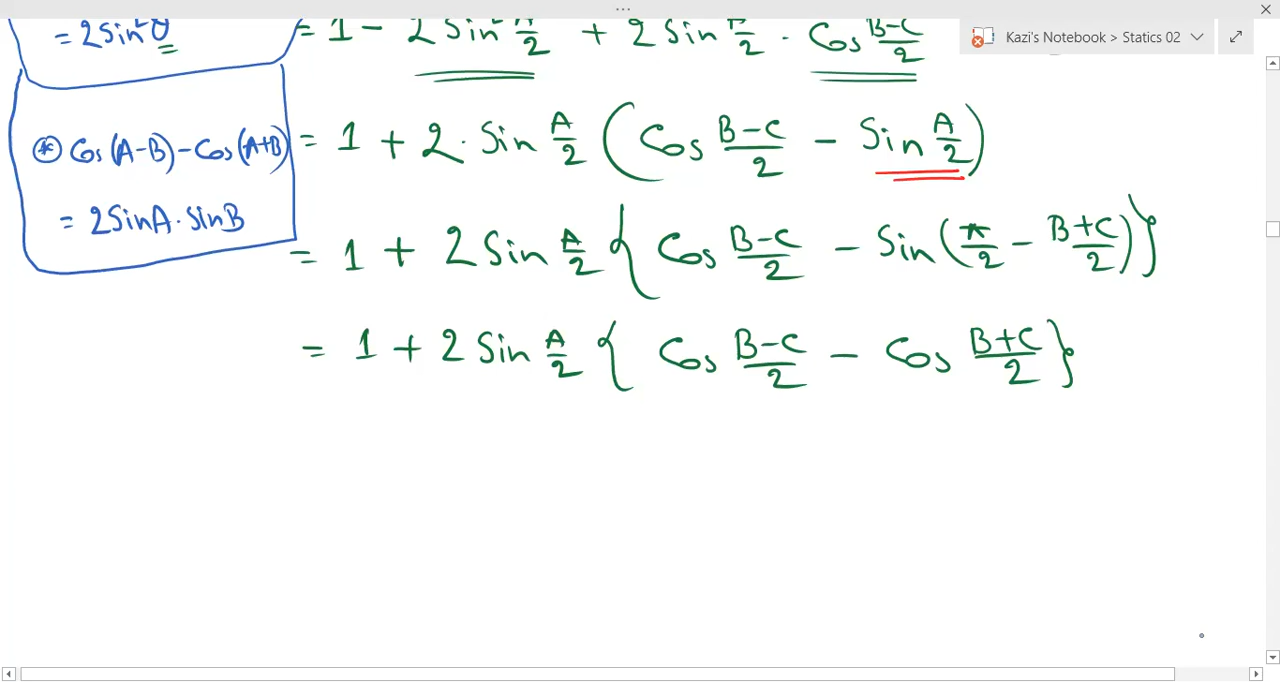 Kazi's Notebook > Statics 02
= 2 Sin²θ
= 1 - 2 Sin² A/2 + 2 Sin A/2 · Cos (B-C)/2
⊛ Cos(A-B) - Cos(A+B)
= 2SinA·SinB
= 1 + 2·Sin A/2 (Cos (B-C)/2 - Sin A/2)
= 1 + 2 Sin A/2 { Cos (B-C)/2 - Sin(π/2 - (B+C)/2) }
= 1 + 2 Sin A/2 { Cos (B-C)/2 - Cos (B+C)/2 }